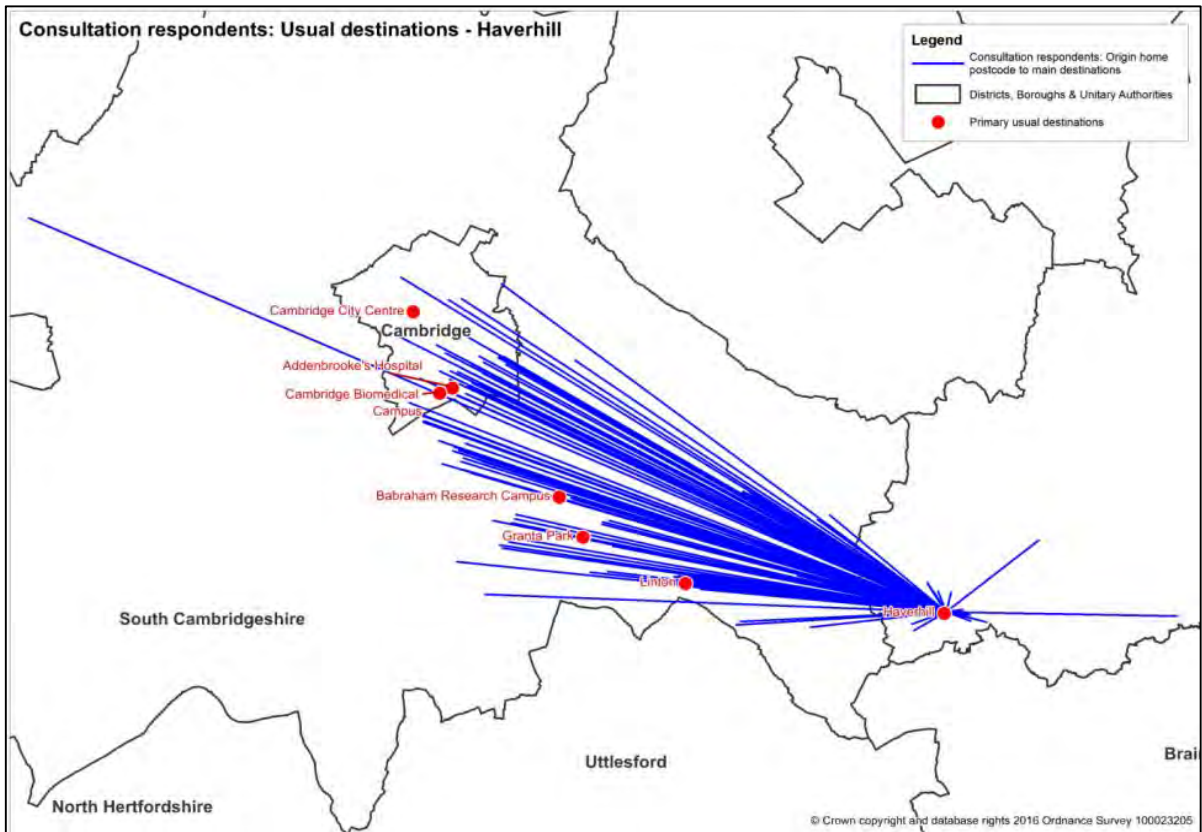 Consultation respondents: Usual destinations - Haverhill
Legend
Consultation respondents: Origin home
postcode to main destinations
Districts, Boroughs & Unitary Authorities
Primary usual destinations
Cambridge City Centre
Cambridge
Addenbrooke's Hospital
Cambridge Biomedical
Campus
Babraham Research Campus
Granta Park
Linton
Haverhill
South Cambridgeshire
Uttlesford
Brai
North Hertfordshire
© Crown copyright and database rights 2016 Ordnance Survey 100023205